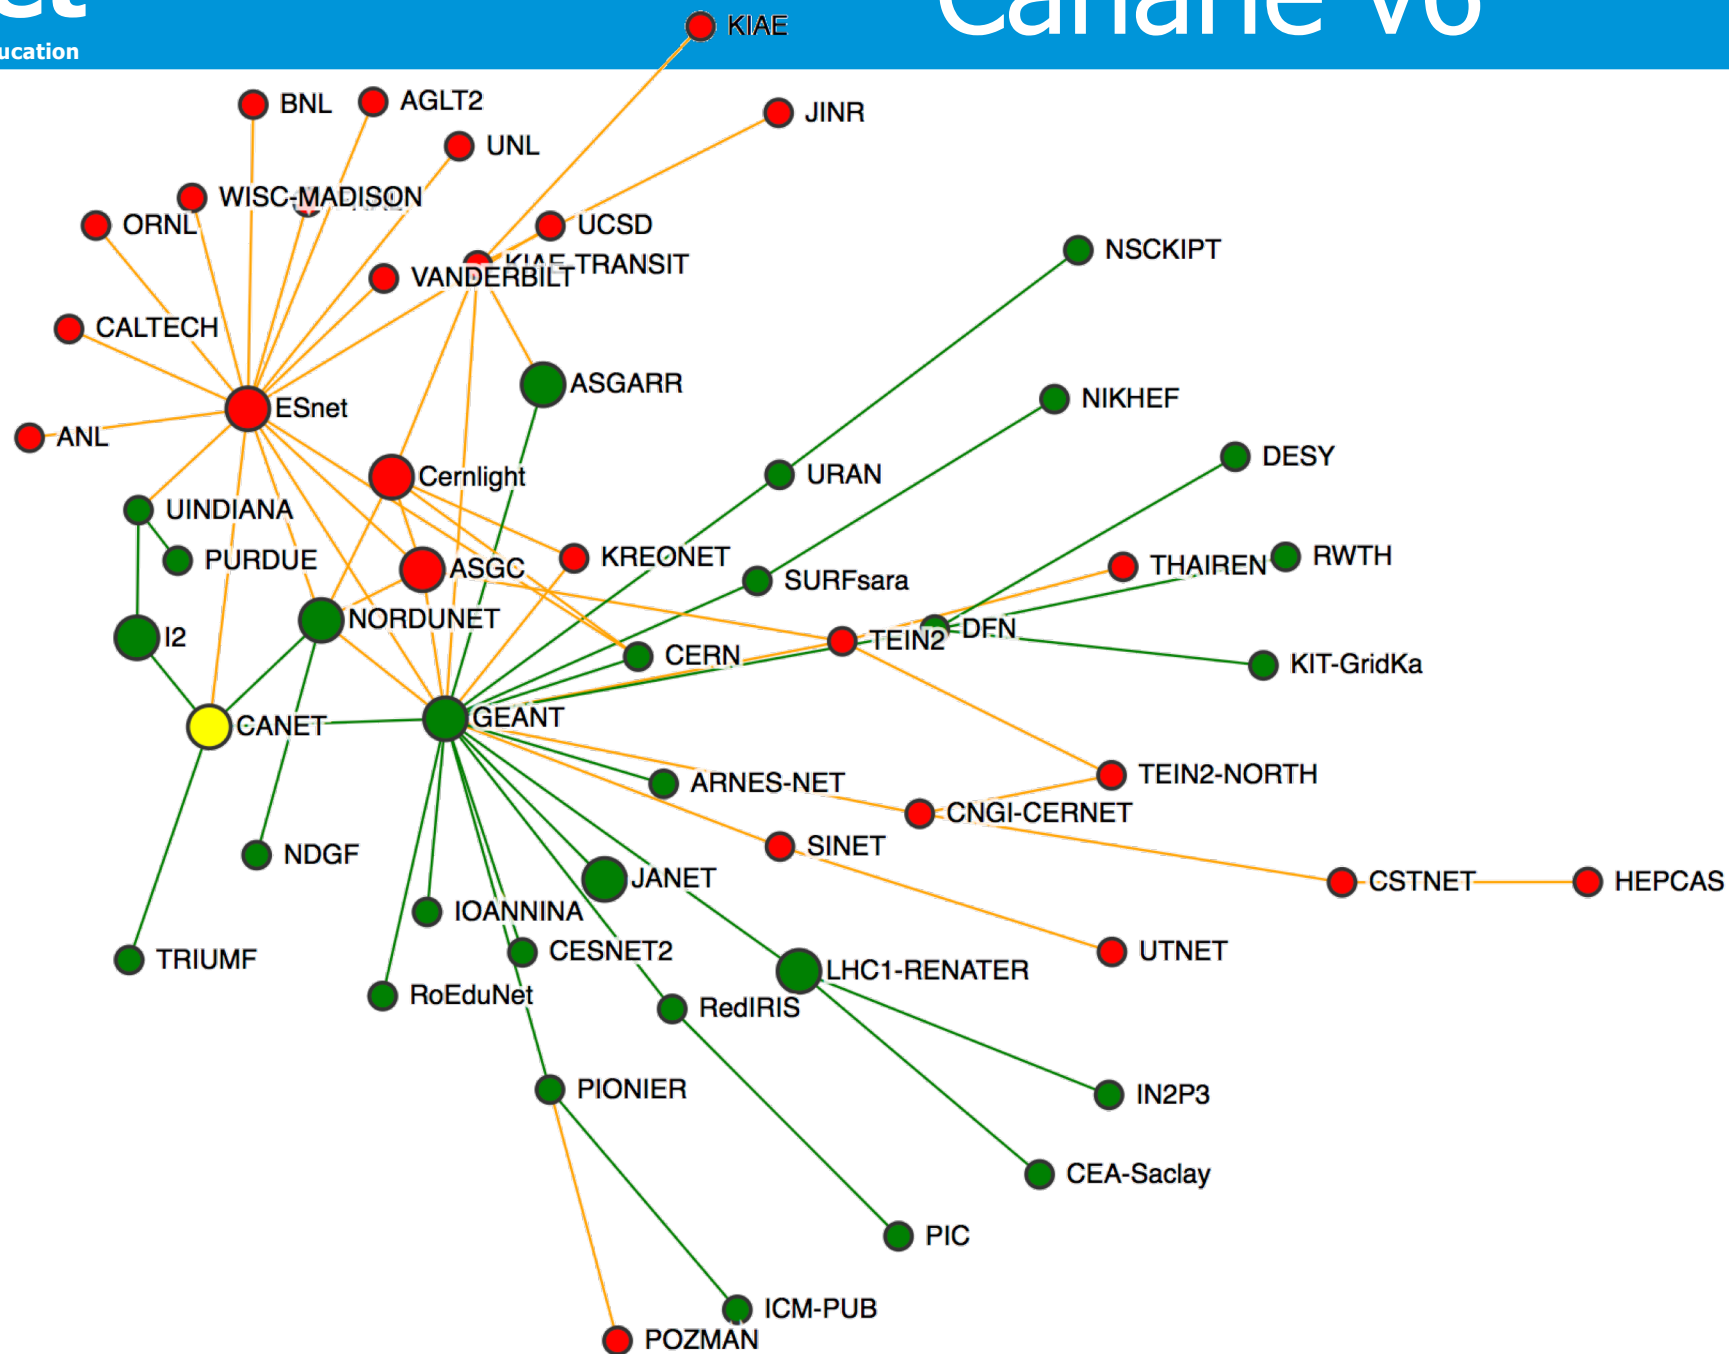 ucation
Canarie v6
KIAE
BNL
AGLT2
JINR
UNL
WISC-MADISON
ORNL
UCSD
KIAE-TRANSIT
VANDERBILT
NSCKIPT
CALTECH
ASGARR
NIKHEF
ESnet
ANL
DESY
Cernlight
URAN
UINDIANA
PURDUE
KREONET
RWTH
THAIREN
ASGC
SURFsara
NORDUNET
DFN
I2
TEIN2
CERN
KIT-GridKa
GEANT
CANET
TEIN2-NORTH
ARNES-NET
CNGI-CERNET
SINET
NDGF
JANET
CSTNET
HEPCAS
IOANNINA
CESNET2
UTNET
TRIUMF
LHC1-RENATER
RoEduNet
RedIRIS
PIONIER
IN2P3
CEA-Saclay
PIC
ICM-PUB
POZMAN